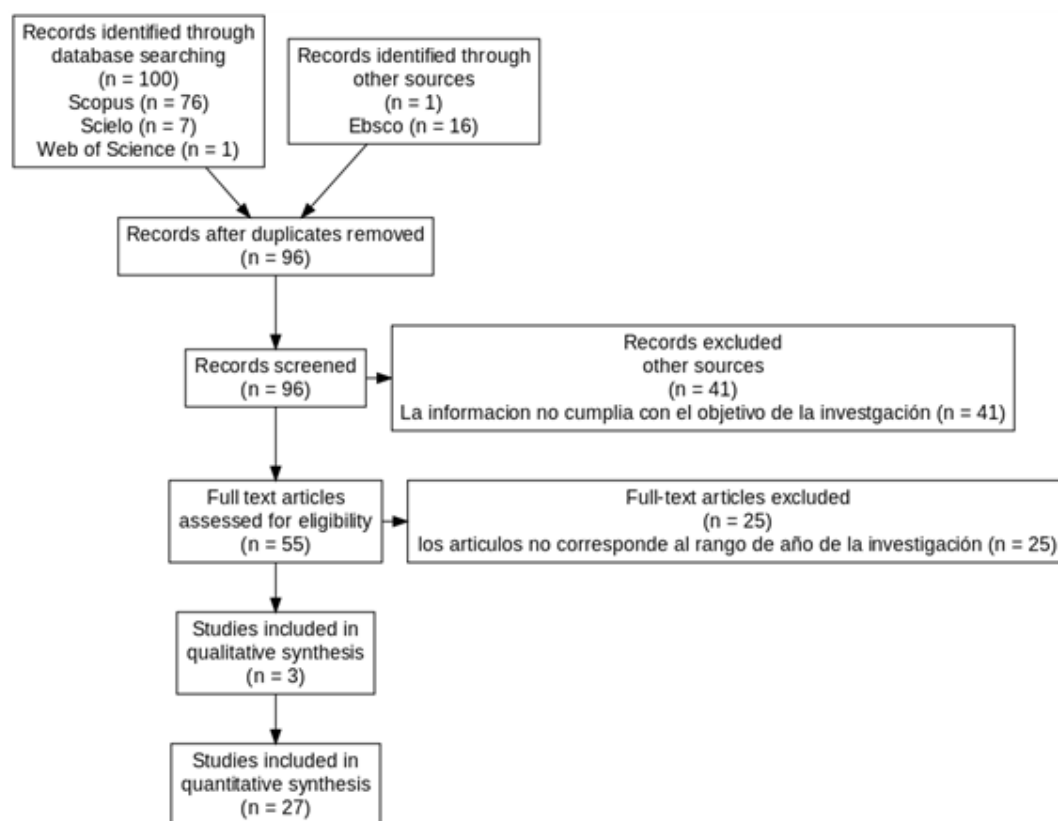 Records identified through
database searching
(n = 100)
Scopus (n = 76)
Scielo (n = 7)
Web of Science (n = 1)
Records identified through
other sources
(n = 1)
Ebsco (n = 16)
Records after duplicates removed
(n = 96)
Records screened
(n = 96)
Records excluded
other sources
(n = 41)
La informacion no cumplia con el objetivo de la investgación (n = 41)
Full text articles
assessed for eligibility
(n = 55)
Full-text articles excluded
(n = 25)
los articulos no corresponde al rango de año de la investigación (n = 25)
Studies included in
qualitative synthesis
(n = 3)
Studies included in
quantitative synthesis
(n = 27)